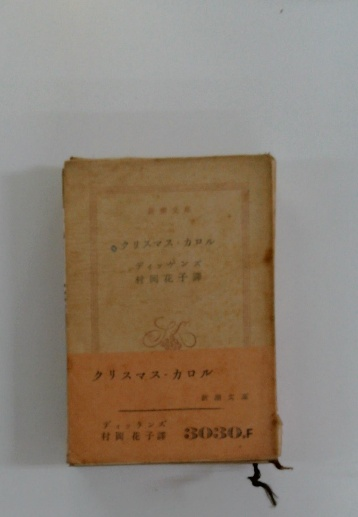 新潮文庫
クリスマス・カロル
ディッケンズ
村岡花子譯
クリスマス・カロル
新潮文庫
ディッケンズ
村岡花子譯
3030.F